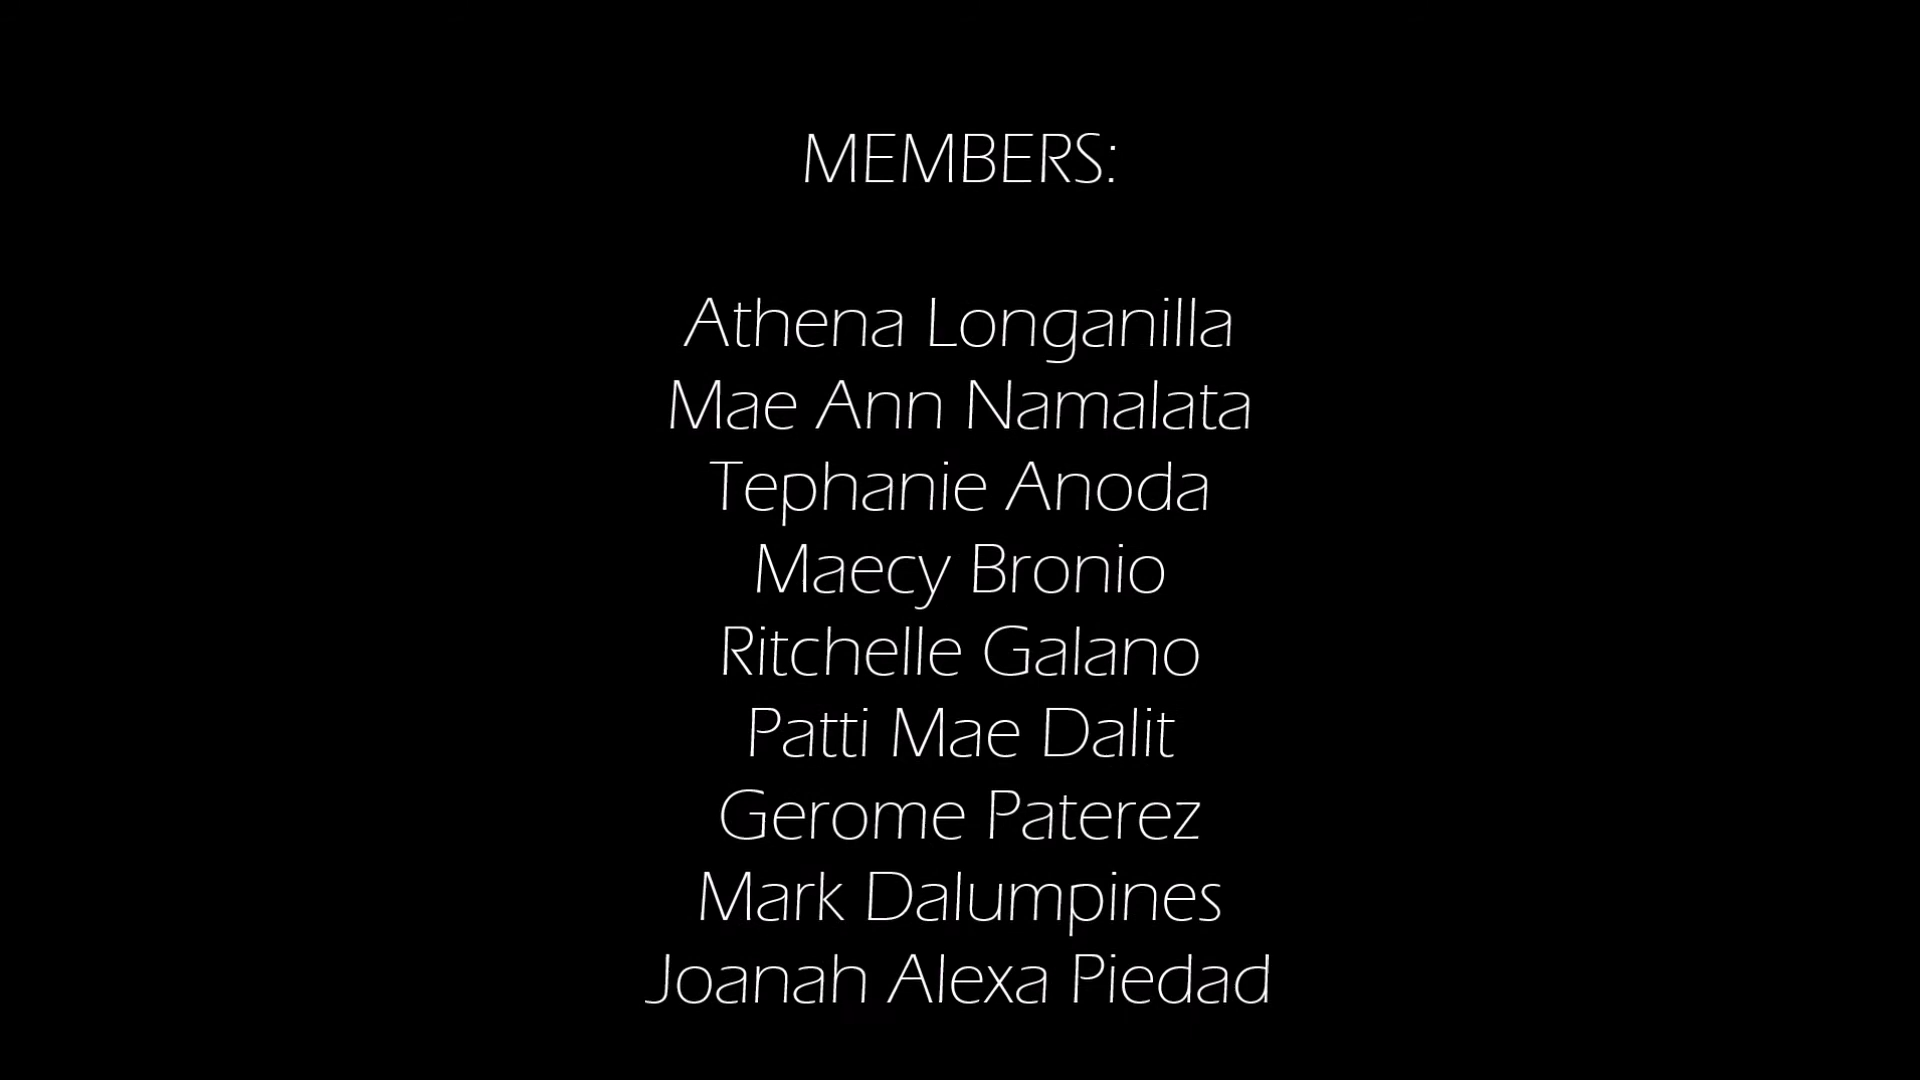 MEMBERS:
Athena Longanilla
Mae Ann Namalata
Tephanie Anoda
Maecy Bronio
Ritchelle Galano
Patti Mae Dalit
Gerome Paterez
Mark Dalumpines
Joanah Alexa Piedad